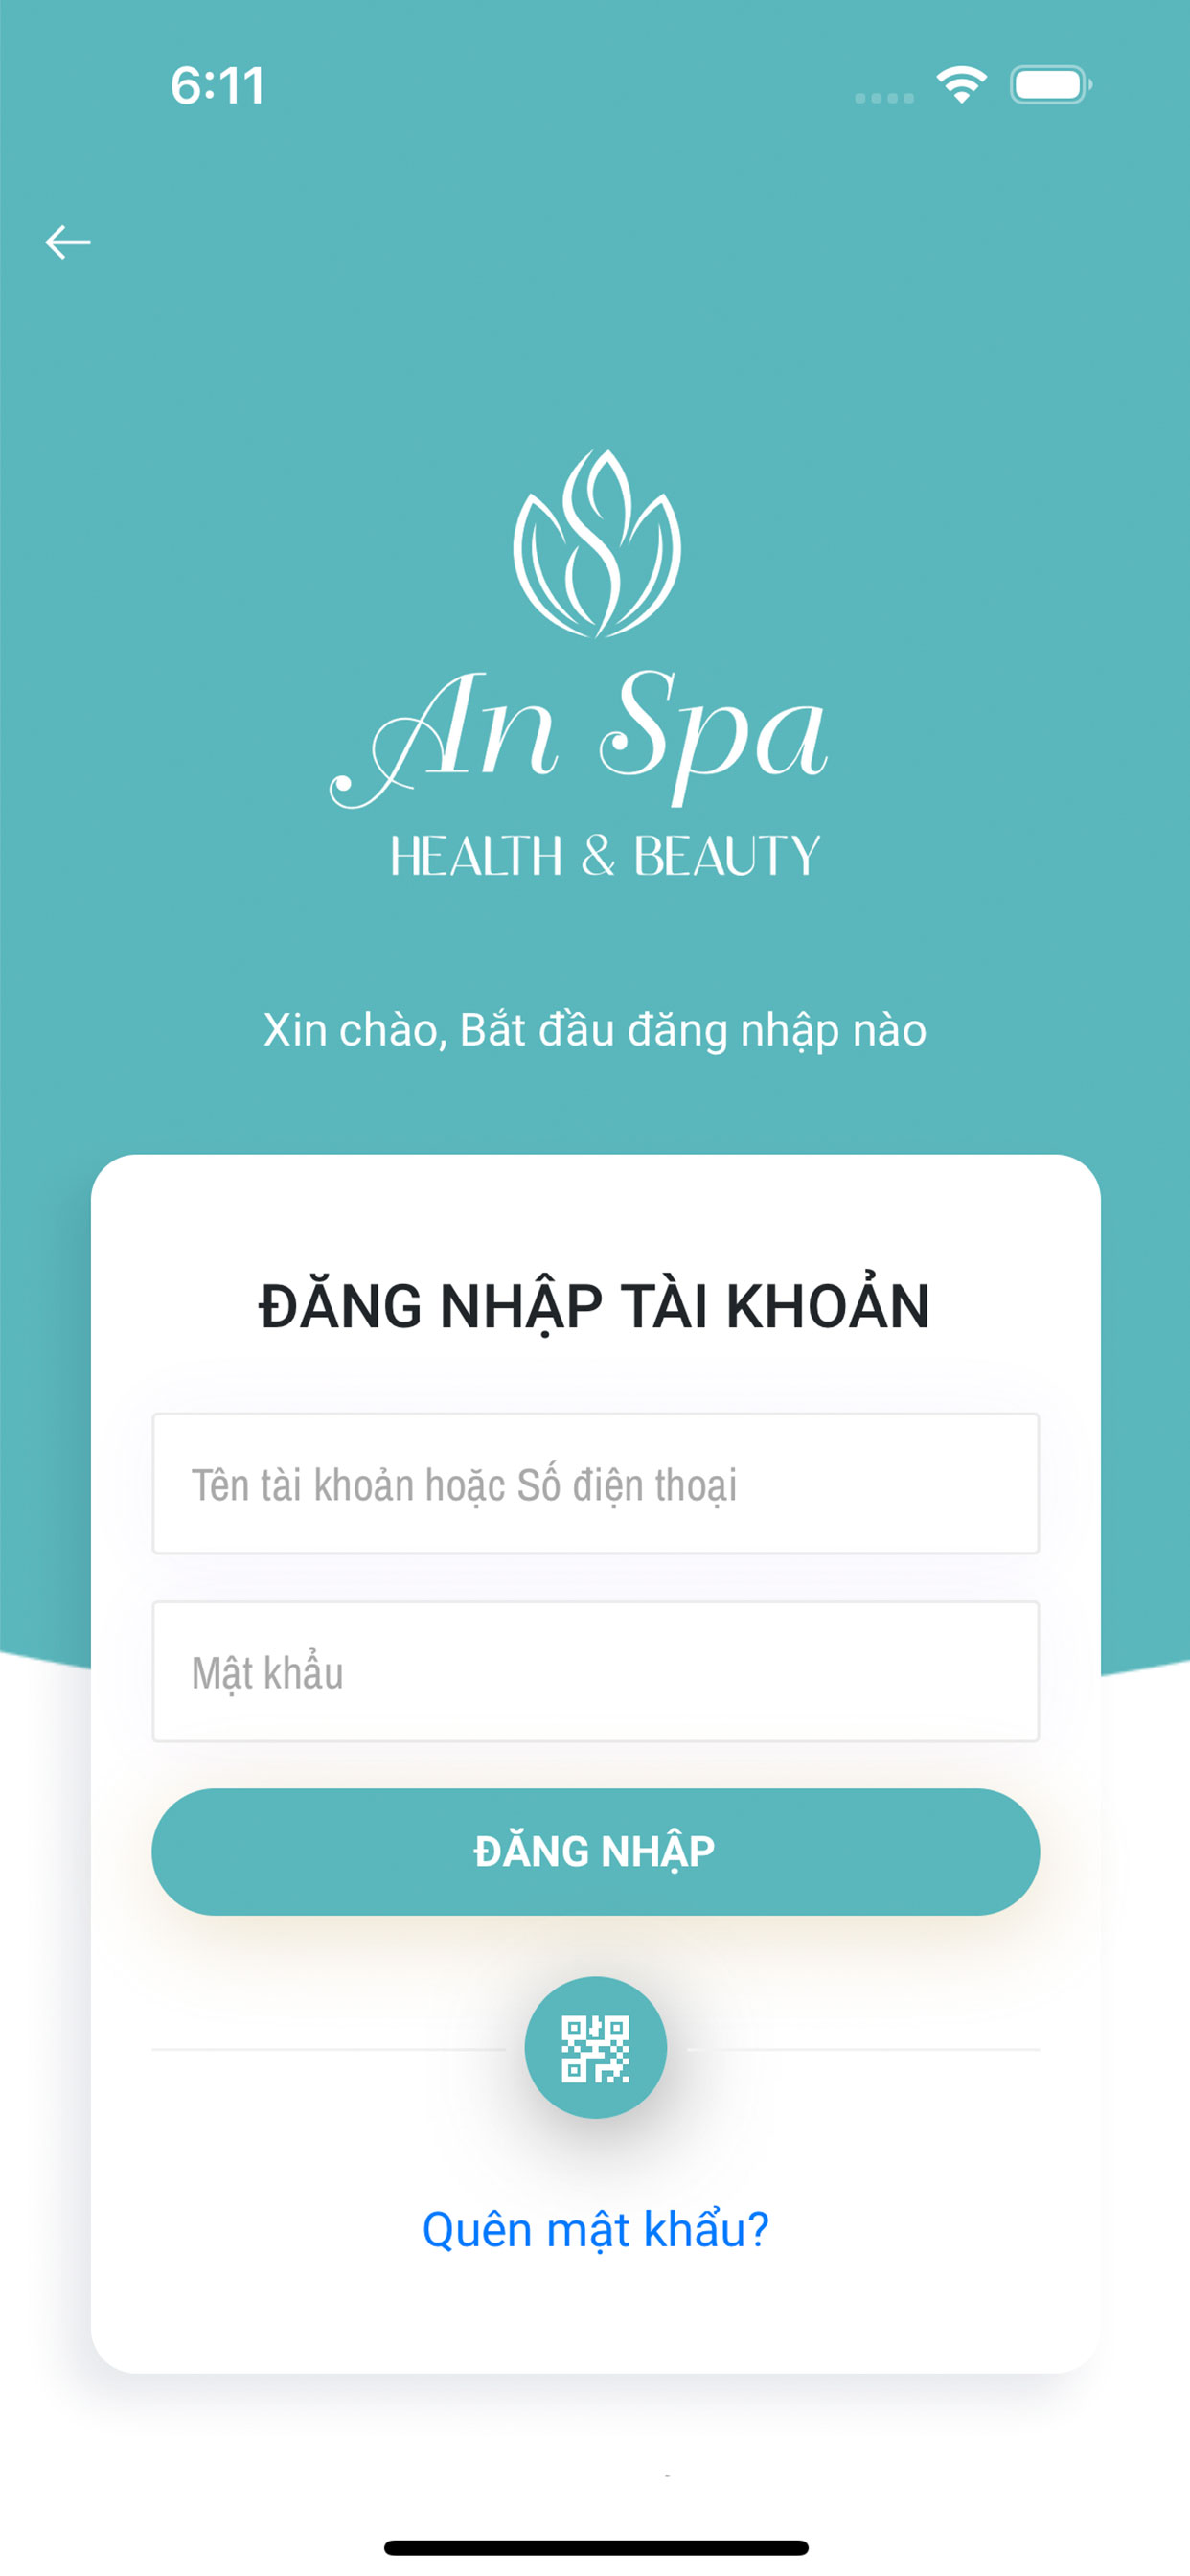 6:11
An Spa
HEALTH & BEAUTY
Xin chào, Bắt đầu đăng nhập nào
ĐĂNG NHẬP TÀI KHOẢN
Tên tài khoản hoặc Số điện thoại
Mật khẩu
ĐĂNG NHẬP
Quên mật khẩu?